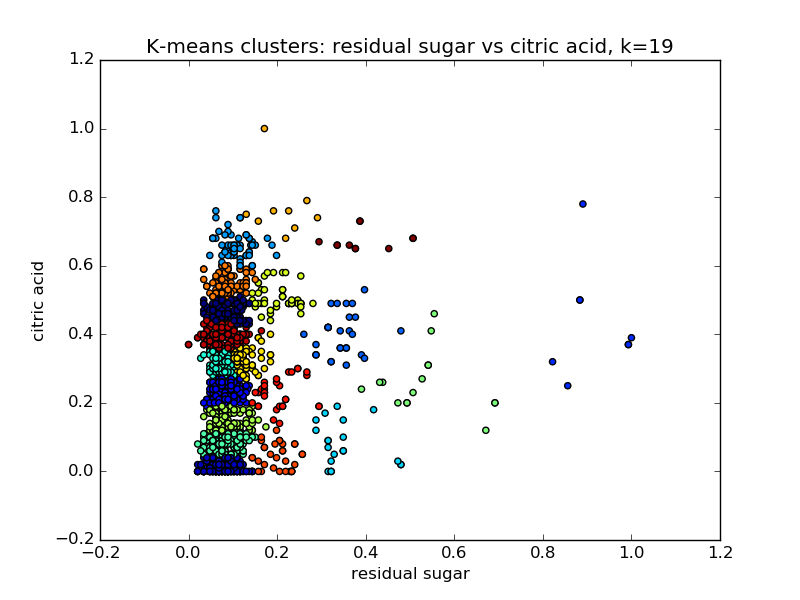 K-means clusters: residual sugar vs citric acid, k=19
1.2
1.0
0.8
0.6
0.4
0.2
0.0
−0.2
citric acid
−0.2 0.0 0.2 0.4 0.6 0.8 1.0 1.2
residual sugar